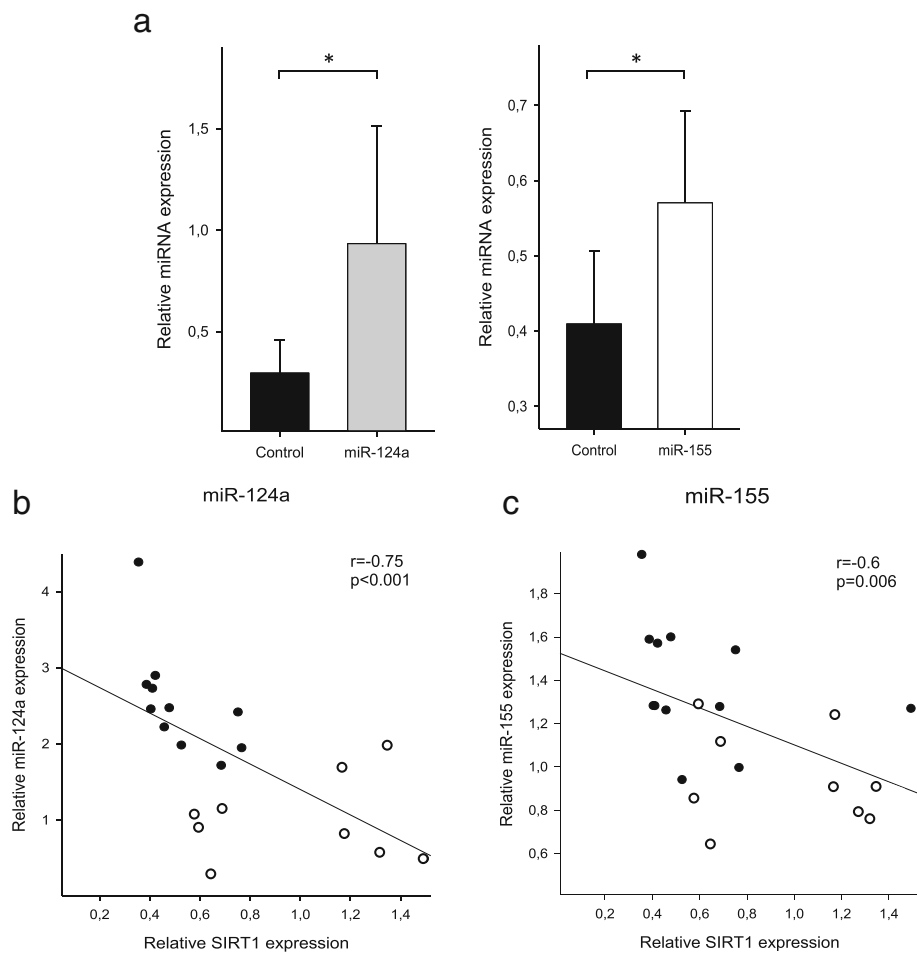 a
*
*
Relative miRNA expression
1,5
1,0
0,5
Control
miR-124a
Relative miRNA expression
0,7
0,6
0,5
0,4
0,3
Control
miR-155
b
miR-124a
r=-0.75
p<0.001
Relative miR-124a expression
4
3
2
1
0,2 0,4 0,6 0,8 1,0 1,2 1,4
Relative SIRT1 expression
c
miR-155
r=-0.6
p=0.006
Relative miR-155 expression
1,8
1,6
1,4
1,2
1,0
0,8
0,6
0,2 0,4 0,6 0,8 1,0 1,2 1,4
Relative SIRT1 expression